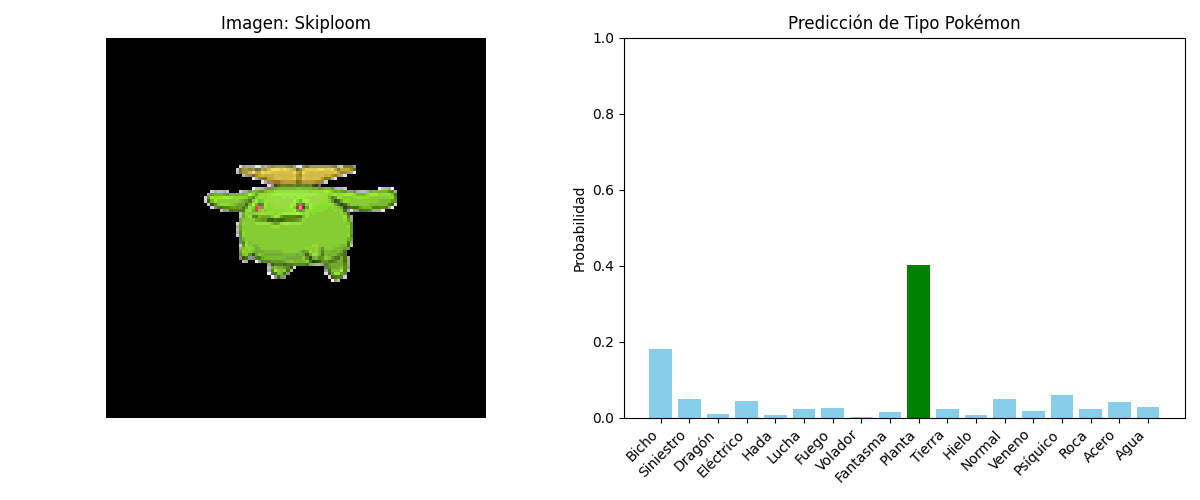 Imagen: Skiploom
Predicción de Tipo Pokémon
Probabilidad
1.0
0.8
0.6
0.4
0.2
0.0
Bicho
Siniestro
Dragón
Eléctrico
Hada
Lucha
Fuego
Volador
Fantasma
Planta
Tierra
Hielo
Normal
Veneno
Psíquico
Roca
Acero
Agua